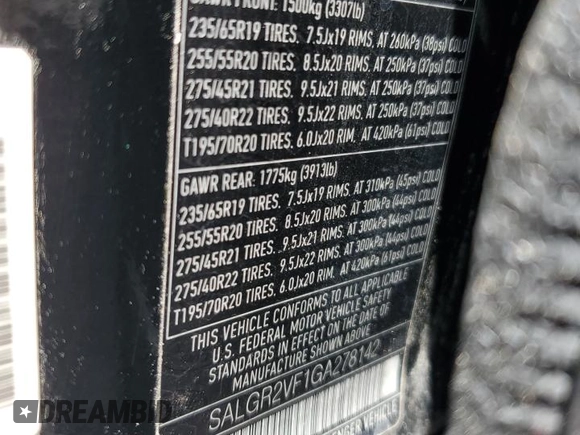 GAWR FRONT: 1500kg (3307lb)
235/65R19 TIRES, 7.5Jx19 RIMS, AT 260kPa (38psi) COLD
255/55R20 TIRES, 8.5Jx20 RIMS, AT 250kPa (37psi) COLD
275/45R21 TIRES, 9.5Jx21 RIMS, AT 250kPa (37psi) COLD
275/40R22 TIRES, 9.5Jx22 RIMS, AT 250kPa (37psi) COLD
T195/70R20 TIRES, 6.0Jx20 RIM, AT 420kPa (61psi) COLD
GAWR REAR: 1775kg (3913lb)
235/65R19 TIRES, 7.5Jx19 RIMS, AT 310kPa (45psi) COLD
255/55R20 TIRES, 8.5Jx20 RIMS, AT 300kPa (44psi) COLD
275/45R21 TIRES, 9.5Jx21 RIMS, AT 300kPa (44psi) COLD
275/40R22 TIRES, 9.5Jx22 RIMS, AT 300kPa (44psi) COLD
T195/70R20 TIRES, 6.0Jx20 RIM, AT 420kPa (61psi) COLD
THIS VEHICLE CONFORMS TO ALL APPLICABLE
U.S. FEDERAL MOTOR VEHICLE SAFETY
STANDARDS IN EFFECT ON THE DATE OF
MANUFACTURE SHOWN ABOVE
SALGR2VF1GA278142